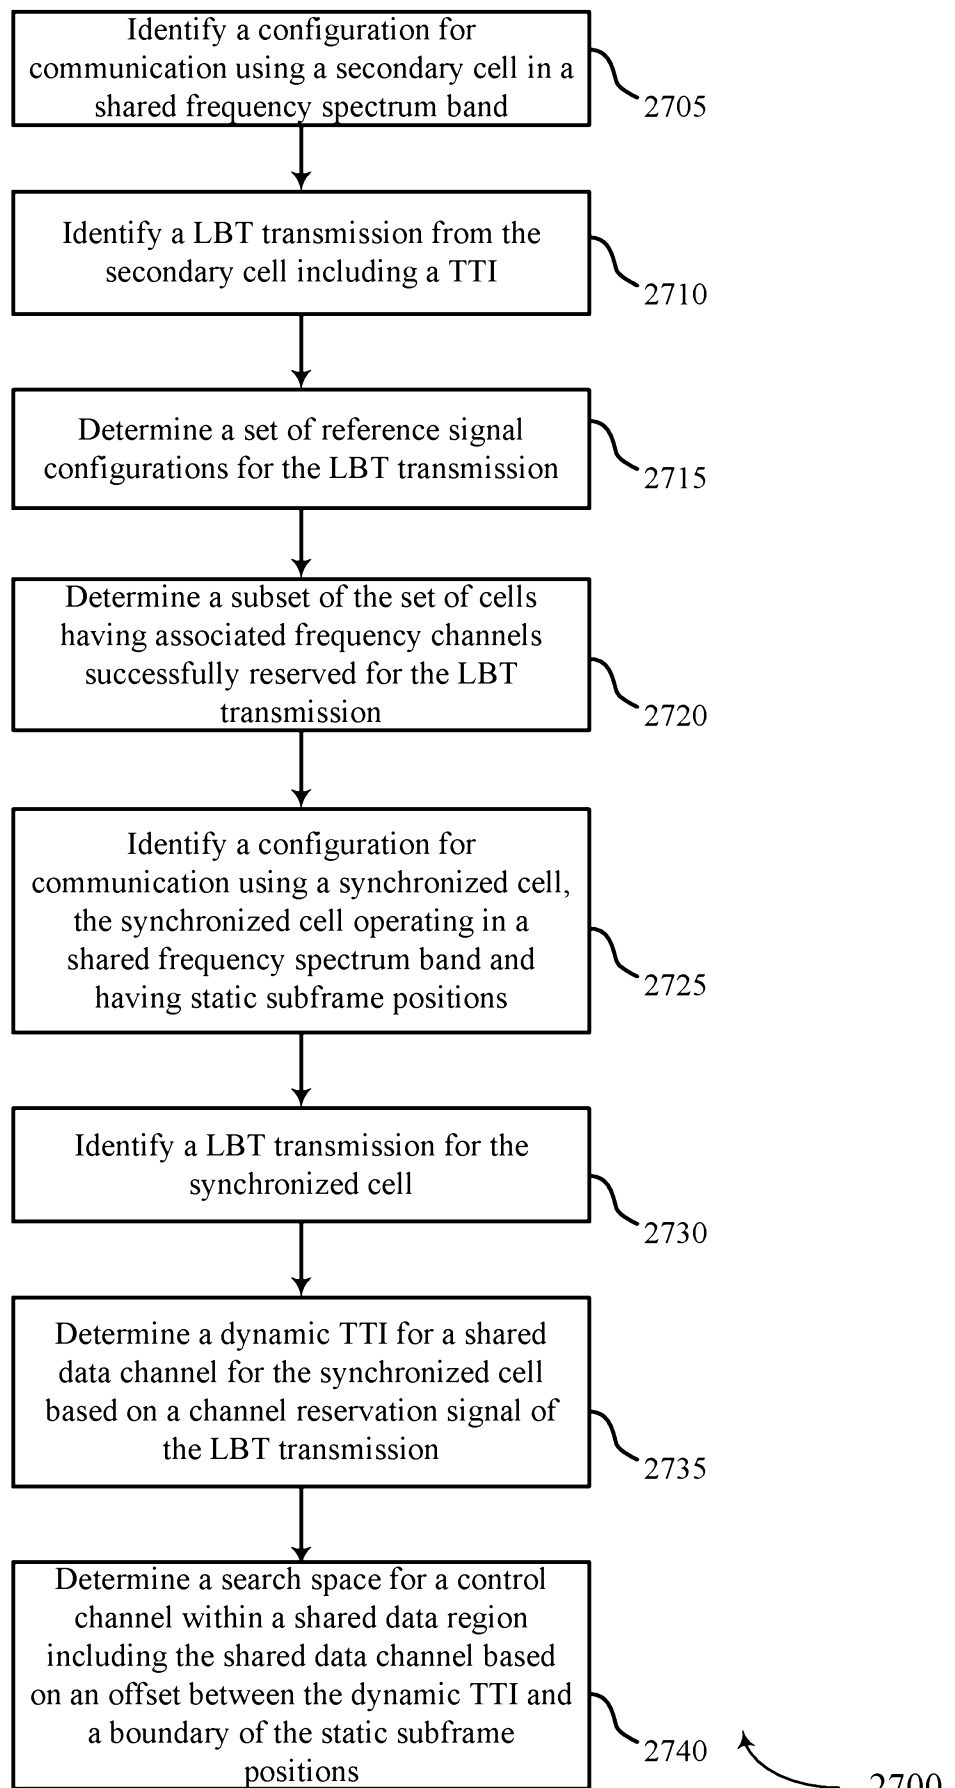 Identify a configuration for
communication using a secondary cell in a
shared frequency spectrum band
2705
Identify a LBT transmission from the
secondary cell including a TTI
2710
Determine a set of reference signal
configurations for the LBT transmission
2715
Determine a subset of the set of cells
having associated frequency channels
successfully reserved for the LBT
transmission
2720
Identify a configuration for
communication using a synchronized cell,
the synchronized cell operating in a
shared frequency spectrum band and
having static subframe positions
2725
Identify a LBT transmission for the
synchronized cell
2730
Determine a dynamic TTI for a shared
data channel for the synchronized cell
based on a channel reservation signal of
the LBT transmission
2735
Determine a search space for a control
channel within a shared data region
including the shared data channel based
on an offset between the dynamic TTI and
a boundary of the static subframe
positions
2740
2700